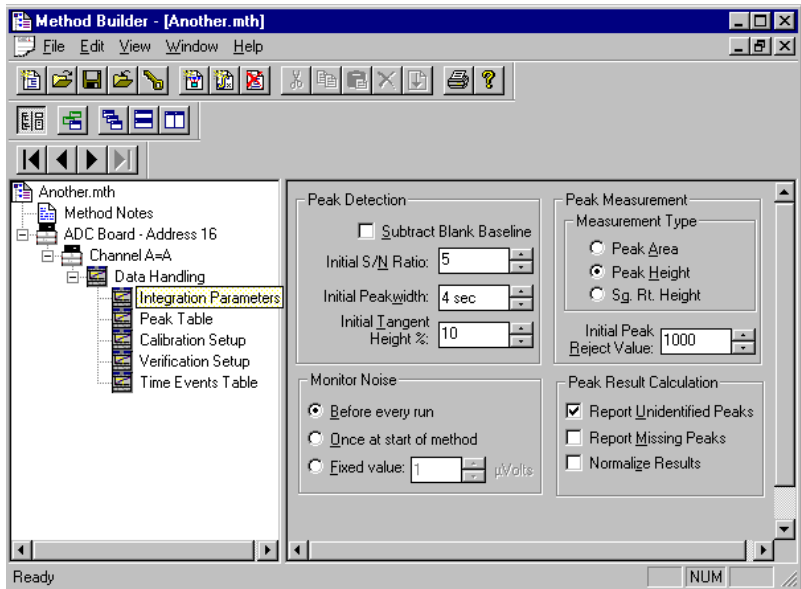 Method Builder - [Another.mth]
File Edit View Window Help
Another.mth
Method Notes
ADC Board - Address 16
Channel A=A
Data Handling
Integration Parameters
Peak Table
Calibration Setup
Verification Setup
Time Events Table
Peak Detection
Subtract Blank Baseline
Initial S/N Ratio: 5
Initial Peakwidth: 4 sec
Initial Tangent
Height %: 10
Monitor Noise
Before every run
Once at start of method
Fixed value: 1 µVolts
Peak Measurement
Measurement Type
Peak Area
Peak Height
Sq. Rt. Height
Initial Peak
Reject Value: 1000
Peak Result Calculation
Report Unidentified Peaks
Report Missing Peaks
Normalize Results
Ready
NUM